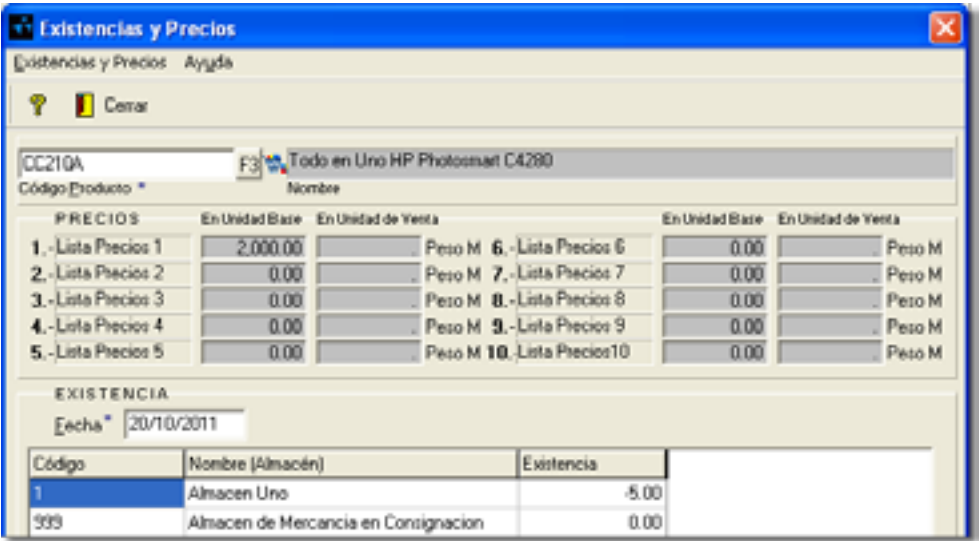 Existencias y Precios
Existencias y Precios Ayuda
Cerrar
CC210A F3 Todo en Uno HP Photosmart C4280
Código Producto * Nombre
PRECIOS En Unidad Base En Unidad de Venta En Unidad Base En Unidad de Venta
1.- Lista Precios 1 2,000.00 . Peso M 6.- Lista Precios 6 0.00 . Peso M
2.- Lista Precios 2 0.00 . Peso M 7.- Lista Precios 7 0.00 . Peso M
3.- Lista Precios 3 0.00 . Peso M 8.- Lista Precios 8 0.00 . Peso M
4.- Lista Precios 4 0.00 . Peso M 9.- Lista Precios 9 0.00 . Peso M
5.- Lista Precios 5 0.00 . Peso M 10.- Lista Precios10 0.00 . Peso M
EXISTENCIA
Fecha * 20/10/2011
Código Nombre (Almacén) Existencia
1 Almacen Uno -5.00
999 Almacen de Mercancia en Consignacion 0.00